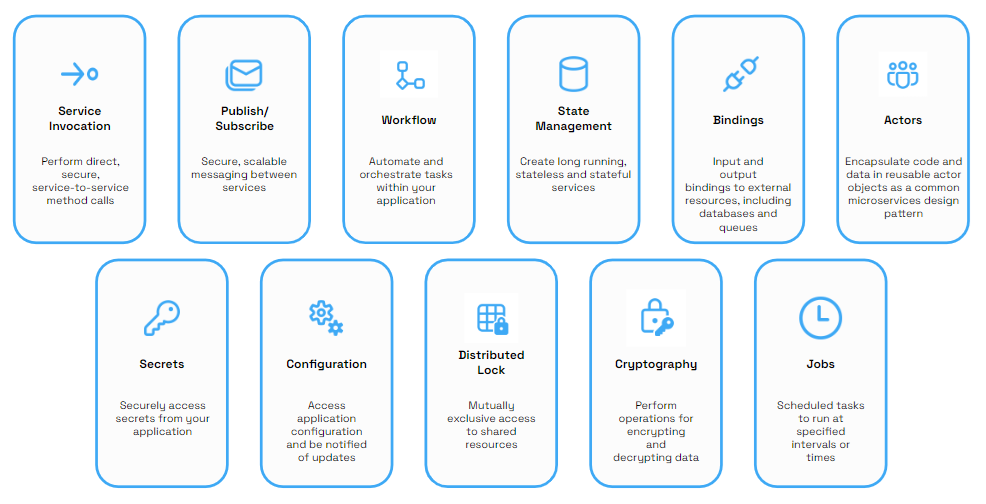 Service
Invocation
Perform direct,
secure,
service-to-service
method calls
Publish/
Subscribe
Secure, scalable
messaging between
services
Workflow
Automate and
orchestrate tasks
within your
application
State
Management
Create long running,
stateless and stateful
services
Bindings
Input and
output
bindings to external
resources, including
databases and
queues
Actors
Encapsulate code and
data in reusable actor
objects as a common
microservices design
pattern
Secrets
Securely access
secrets from your
application
Configuration
Access
application
configuration
and be notified
of updates
Distributed
Lock
Mutually
exclusive access
to shared
resources
Cryptography
Perform
operations for
encrypting
and
decrypting data
Jobs
Scheduled tasks
to run at
specified
intervals or
times